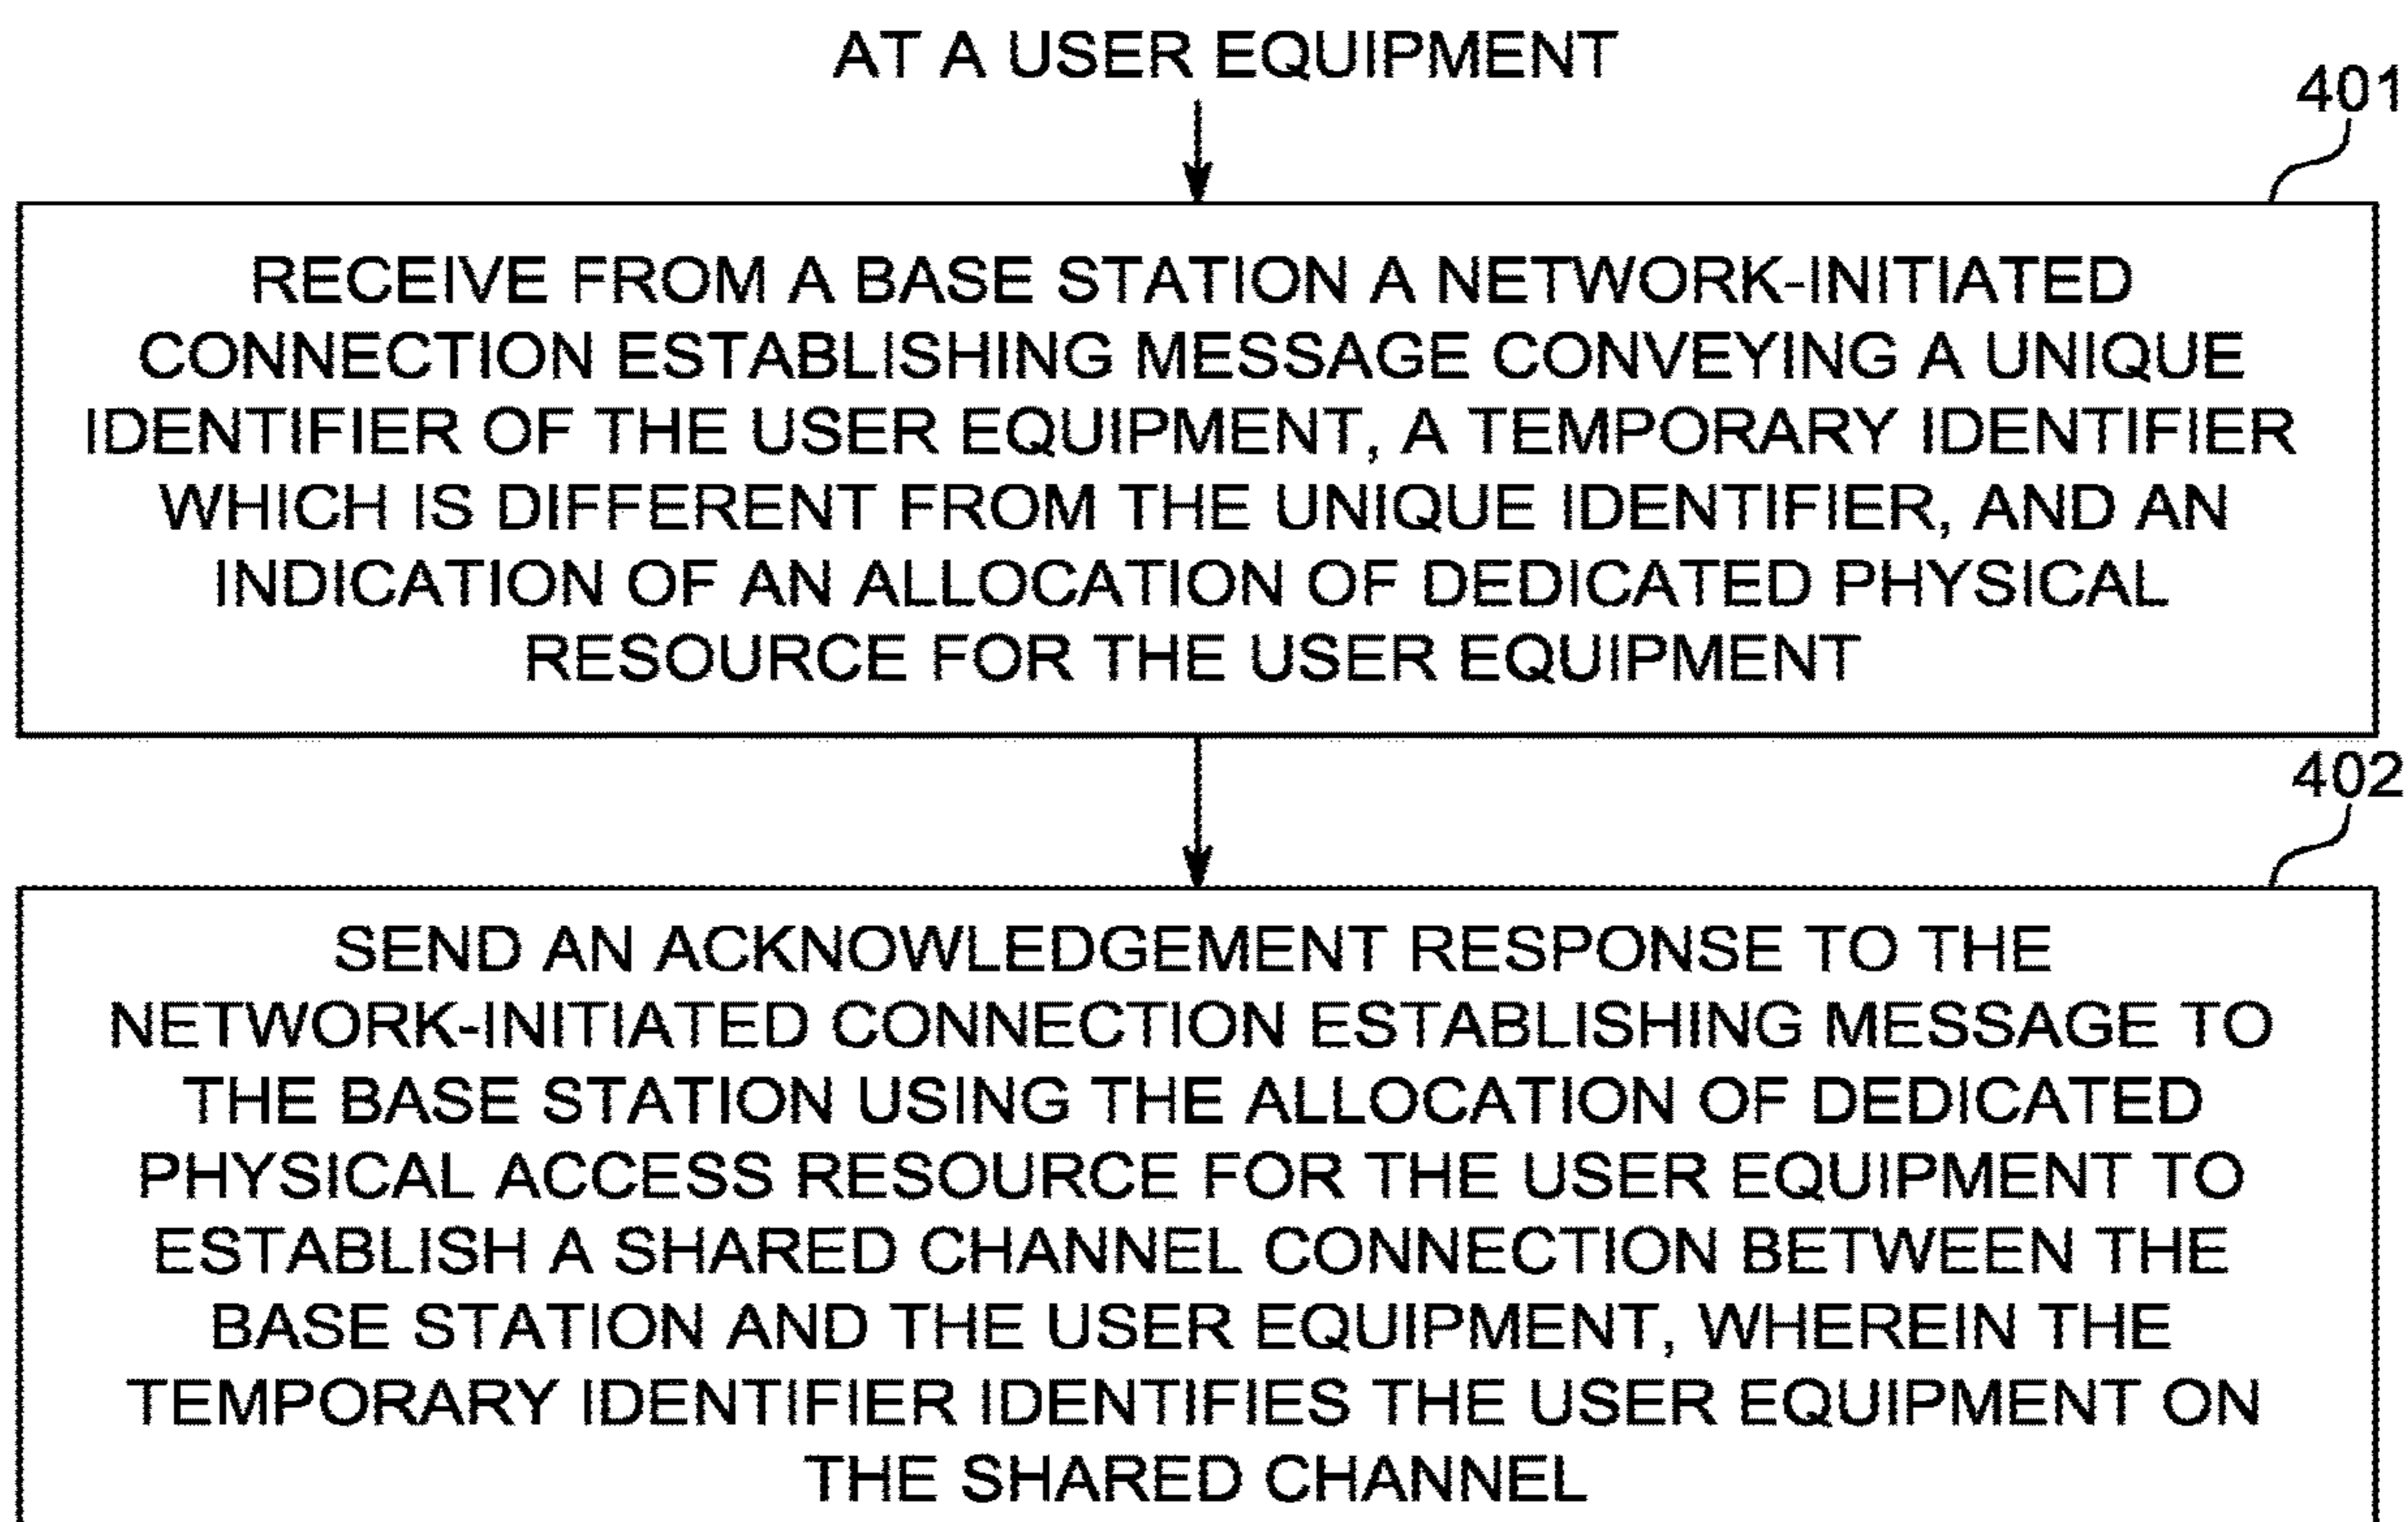 AT A USER EQUIPMENT
401
RECEIVE FROM A BASE STATION A NETWORK-INITIATED
CONNECTION ESTABLISHING MESSAGE CONVEYING A UNIQUE
IDENTIFIER OF THE USER EQUIPMENT, A TEMPORARY IDENTIFIER
WHICH IS DIFFERENT FROM THE UNIQUE IDENTIFIER, AND AN
INDICATION OF AN ALLOCATION OF DEDICATED PHYSICAL
RESOURCE FOR THE USER EQUIPMENT
402
SEND AN ACKNOWLEDGEMENT RESPONSE TO THE
NETWORK-INITIATED CONNECTION ESTABLISHING MESSAGE TO
THE BASE STATION USING THE ALLOCATION OF DEDICATED
PHYSICAL ACCESS RESOURCE FOR THE USER EQUIPMENT TO
ESTABLISH A SHARED CHANNEL CONNECTION BETWEEN THE
BASE STATION AND THE USER EQUIPMENT, WHEREIN THE
TEMPORARY IDENTIFIER IDENTIFIES THE USER EQUIPMENT ON
THE SHARED CHANNEL